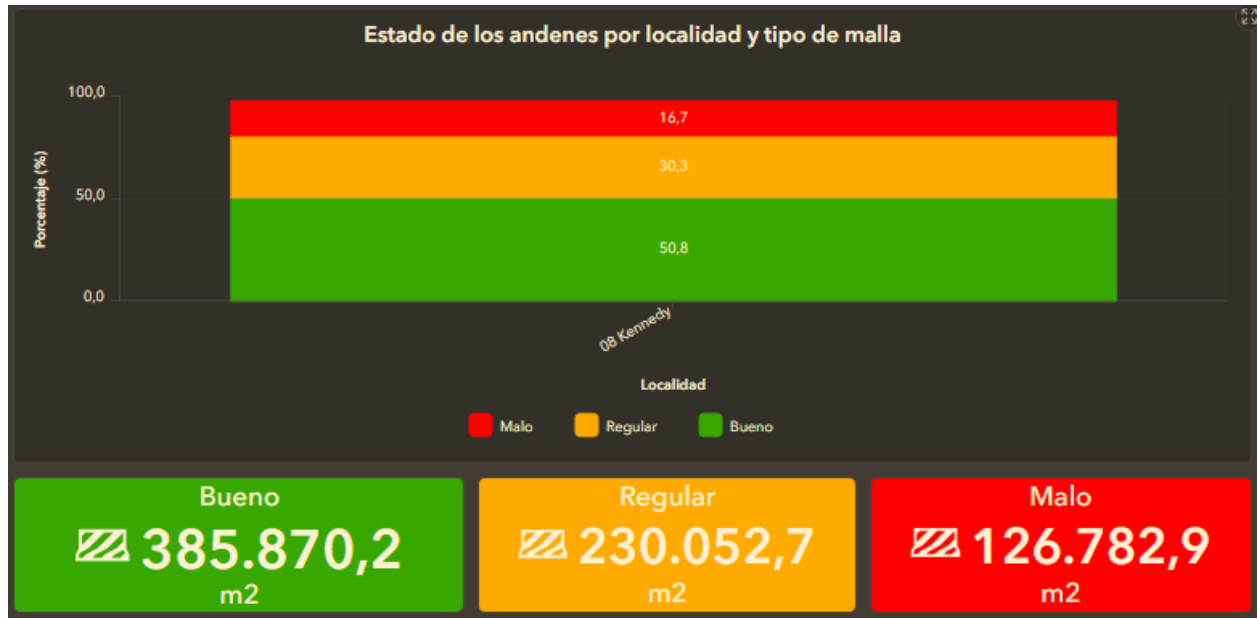 Estado de los andenes por localidad y tipo de malla
100,0
16,7
30,3
Porcentaje (%)
50,0
50,8
0,0
08 Kennedy
Localidad
Malo Regular Bueno
Bueno
385.870,2
m2
Regular
230.052,7
m2
Malo
126.782,9
m2